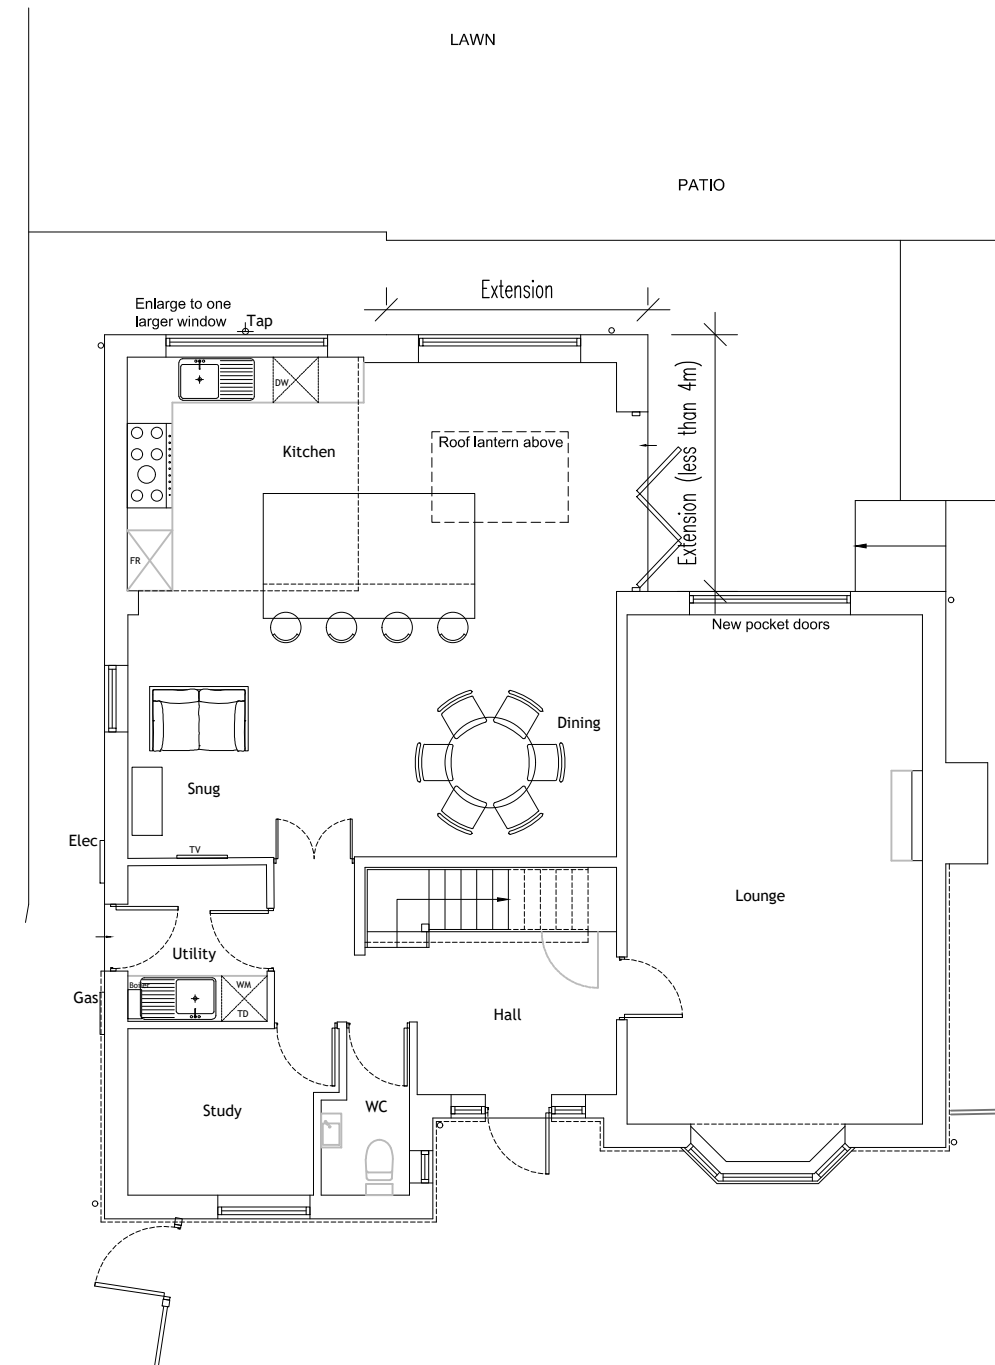 LAWN
PATIO
Extension
Enlarge to one
larger window
Tap
Extension (less than 4m)
DW
Kitchen
Roof lantern above
FR
New pocket doors
Dining
Snug
Elec
TV
Lounge
Utility
Boiler
WM
Gas
TD
Hall
Study
WC